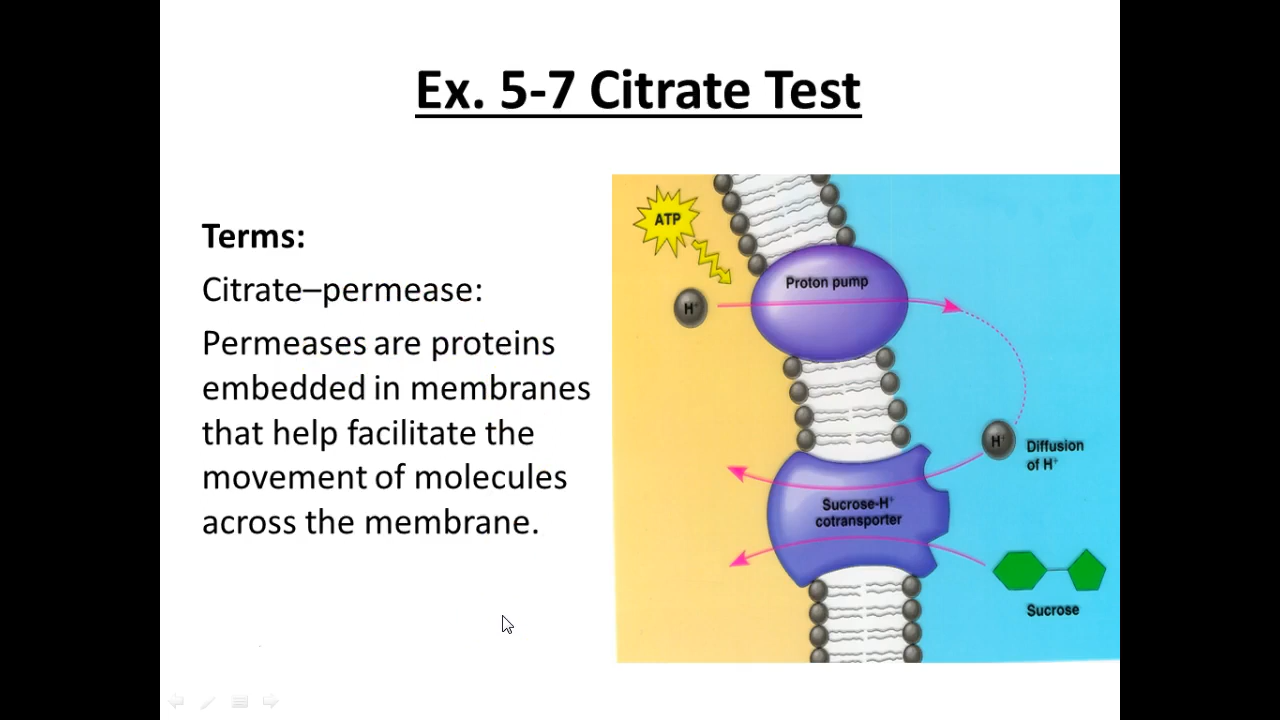 Ex. 5-7 Citrate Test
Terms:
Citrate–permease:
Permeases are proteins
embedded in membranes
that help facilitate the
movement of molecules
across the membrane.
ATP
Proton pump
H⁺
H⁺
Diffusion
of H⁺
Sucrose-H⁺
cotransporter
Sucrose